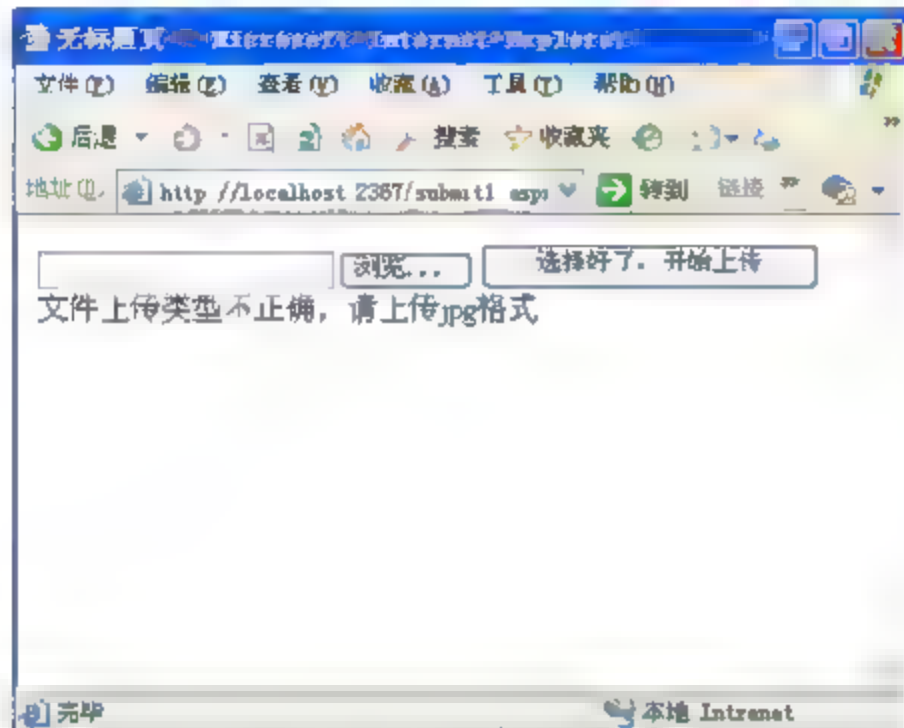 无标题页 - Microsoft Internet Explorer
文件(F) 编辑(E) 查看(V) 收藏(A) 工具(T) 帮助(H)
后退 搜索 收藏夹 »
地址(D) http //localhost 2367/submit1 asp 转到 链接 »
浏览... 选择好了. 开始上传
文件上传类型不正确, 请上传jpg格式
完毕 本地 Intranet